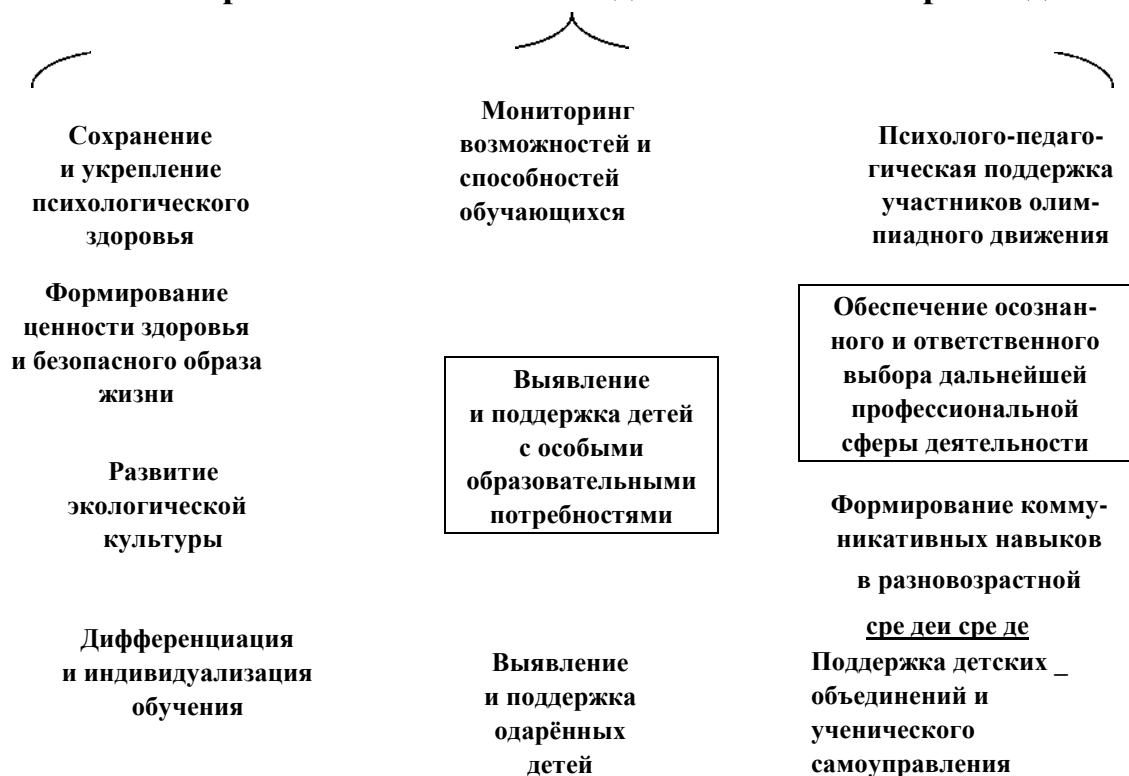 Сохранение
и укрепление
психологического
здоровья
Формирование
ценности здоровья
и безопасного образа
жизни
Развитие
экологической
культуры
Дифференциация
и индивидуализация
обучения
Мониторинг
возможностей и
способностей
обучающихся
Выявление
и поддержка детей
с особыми
образовательными
потребностями
Выявление
и поддержка
одарённых
детей
Психолого-педаго-
гическая поддержка
участников олим-
пиадного движения
Обеспечение осознан-
ного и ответственного
выбора дальнейшей
профессиональной
сферы деятельности
Формирование комму-
никативных навыков
в разновозрастной
сре деи сре де
Поддержка детских _
объединений и
ученического
самоуправления